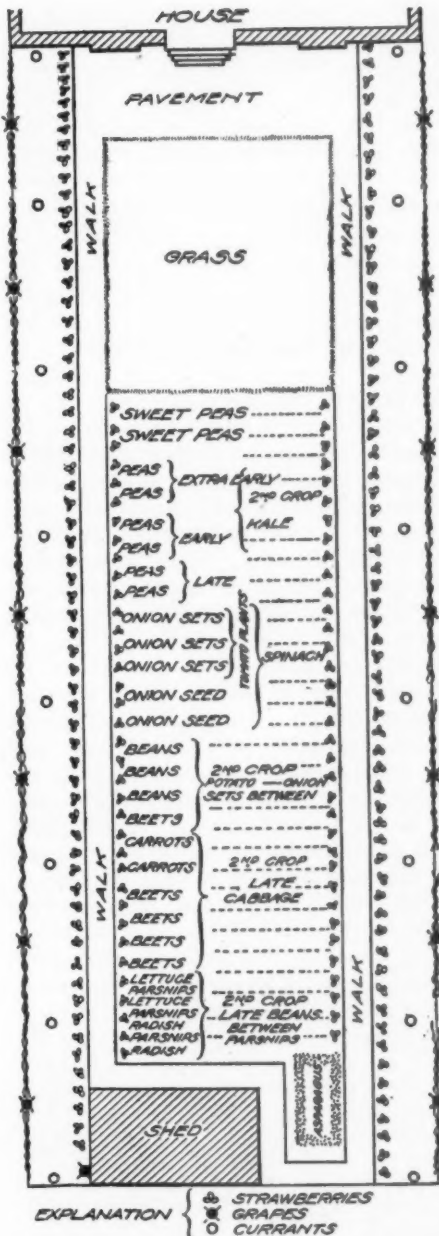 HOUSE
PAVEMENT
WALK
WALK
GRASS
SWEET PEAS
SWEET PEAS
PEAS
PEAS
EXTRA EARLY
2ND CROP
KALE
PEAS
PEAS
EARLY
PEAS
PEAS
LATE
ONION SETS
ONION SETS
ONION SETS
TOMATO PLANTS
SPINACH
ONION SEED
ONION SEED
BEANS
BEANS
BEANS
BEETS
2ND CROP
POTATO — ONION
SETS BETWEEN
CARROTS
CARROTS
BEETS
BEETS
BEETS
BEETS
2ND CROP
LATE
CABBAGE
WALK
WALK
LETTUCE
PARSNIPS
LETTUCE
PARSNIPS
RADISH
PARSNIPS
RADISH
2ND CROP
LATE BEANS
BETWEEN
PARSNIPS
ASPARAGUS
SHED
EXPLANATION
STRAWBERRIES
GRAPES
CURRANTS